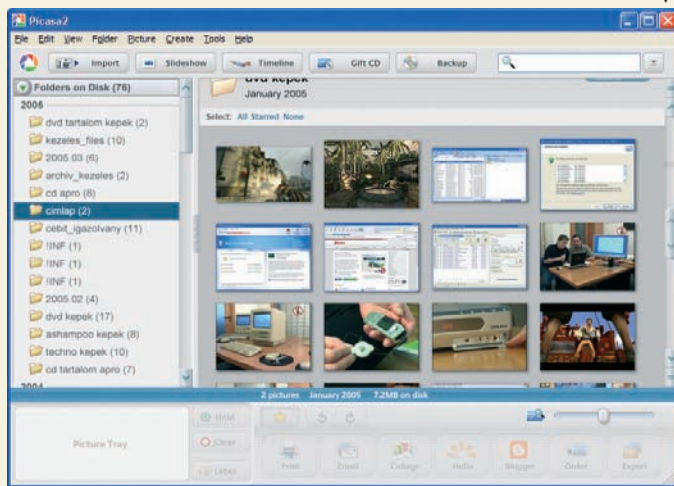 Picasa2
File Edit View Folder Picture Create Tools Help
Import Slideshow Timeline Gift CD Backup
Folders on Disk (76)
2006
dvd tartalom kepek (2)
kezeles_files (10)
2005 03 (6)
archiv_kezeles (2)
cd apro (6)
cimlap (2)
cebit_igazolvany (11)
!INF (1)
!INF (1)
!INF (1)
2005 02 (4)
dvd kepek (17)
ashampoo kepek (8)
techno kepek (10)
cd tartalom apro (7)
2004
dvd kepek
January 2005
Select: All Starred None
2 pictures January 2005 7.2MB on disk
Picture Tray
Hold
Clear
Label
Print Email Collage Hello Blogger Order Export